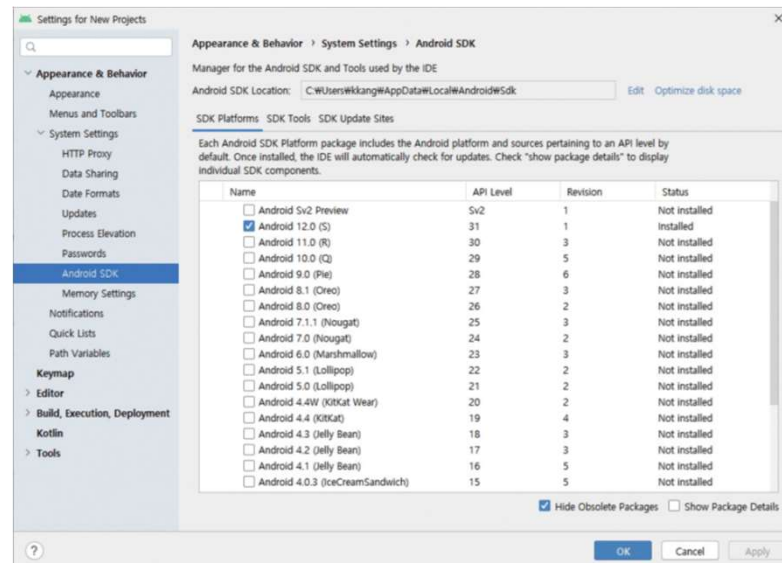 Settings for New Projects
Appearance & Behavior
Appearance
Menus and Toolbars
System Settings
HTTP Proxy
Data Sharing
Date Formats
Updates
Process Elevation
Passwords
Android SDK
Memory Settings
Notifications
Quick Lists
Path Variables
Keymap
Editor
Build, Execution, Deployment
Kotlin
Tools
Appearance & Behavior › System Settings › Android SDK
Manager for the Android SDK and Tools used by the IDE
Android SDK Location: C:₩Users₩kkang₩AppData₩Local₩Android₩Sdk Edit Optimize disk space
SDK Platforms SDK Tools SDK Update Sites
Each Android SDK Platform package includes the Android platform and sources pertaining to an API level by
default. Once installed, the IDE will automatically check for updates. Check "show package details" to display
individual SDK components.
Name API Level Revision Status
Android Sv2 Preview Sv2 1 Not installed
Android 12.0 (S) 31 1 Installed
Android 11.0 (R) 30 3 Not installed
Android 10.0 (Q) 29 5 Not installed
Android 9.0 (Pie) 28 6 Not installed
Android 8.1 (Oreo) 27 3 Not installed
Android 8.0 (Oreo) 26 2 Not installed
Android 7.1.1 (Nougat) 25 3 Not installed
Android 7.0 (Nougat) 24 2 Not installed
Android 6.0 (Marshmallow) 23 3 Not installed
Android 5.1 (Lollipop) 22 2 Not installed
Android 5.0 (Lollipop) 21 2 Not installed
Android 4.4W (KitKat Wear) 20 2 Not installed
Android 4.4 (KitKat) 19 4 Not installed
Android 4.3 (Jelly Bean) 18 3 Not installed
Android 4.2 (Jelly Bean) 17 3 Not installed
Android 4.1 (Jelly Bean) 16 5 Not installed
Android 4.0.3 (IceCreamSandwich) 15 5 Not installed
Hide Obsolete Packages Show Package Details
? OK Cancel Apply